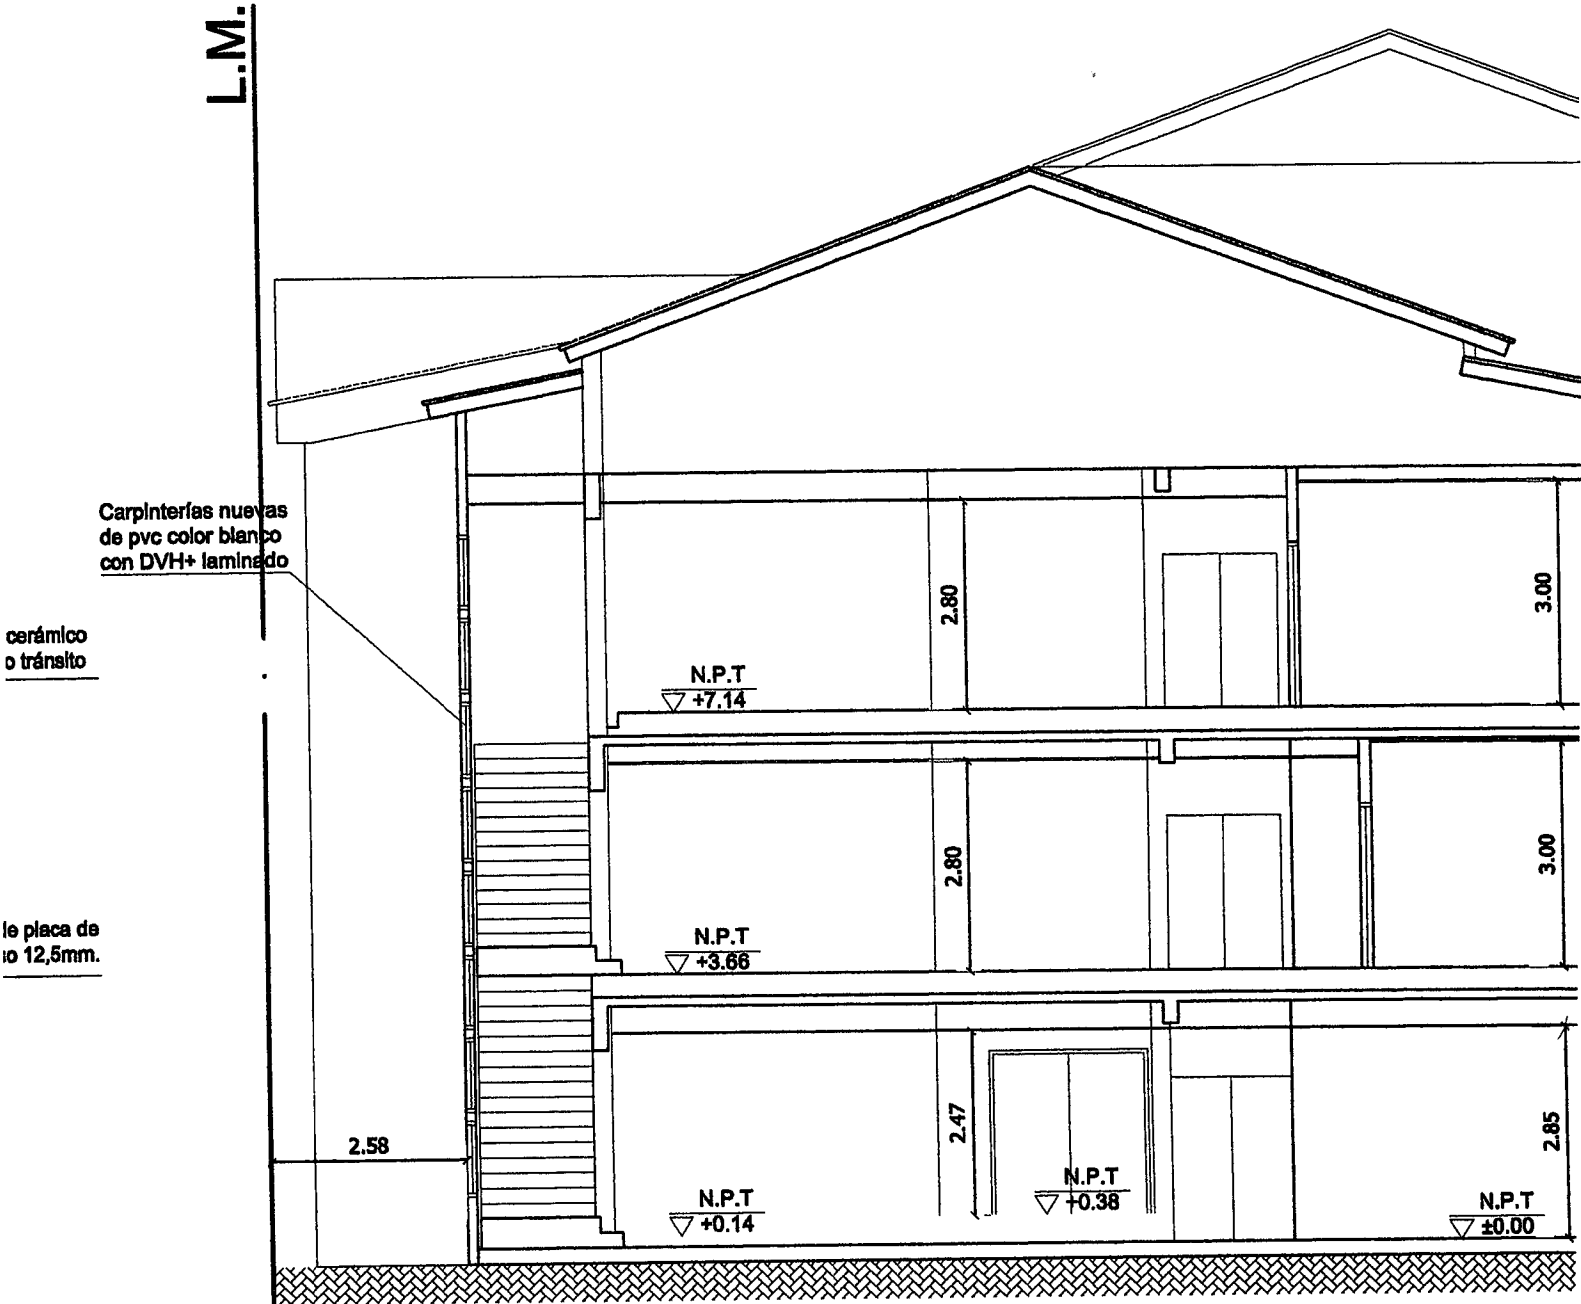 L.M.
Carpinterías nuevas
de pvc color blanco
con DVH+ laminado
cerámico
o tránsito
2.80
3.00
N.P.T
+7.14
2.80
3.00
placa de
12,5mm.
N.P.T
+3.66
2.47
2.85
2.58
N.P.T
+0.38
N.P.T
+0.14
N.P.T
±0.00